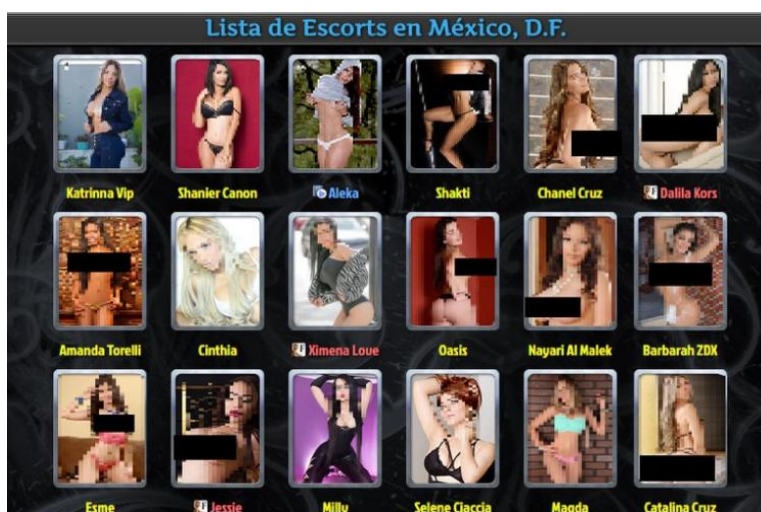 Lista de Escorts en México, D.F.
Katrinna Vip
Shanier Canon
Aleka
Shakti
Chanel Cruz
Dalila Kors
Amanda Torelli
Cinthia
Ximena Love
Oasis
Nayari Al Malek
Barbarah ZDX
Esme
Jessie
Milly
Selene Ciaccia
Magda
Catalina Cruz